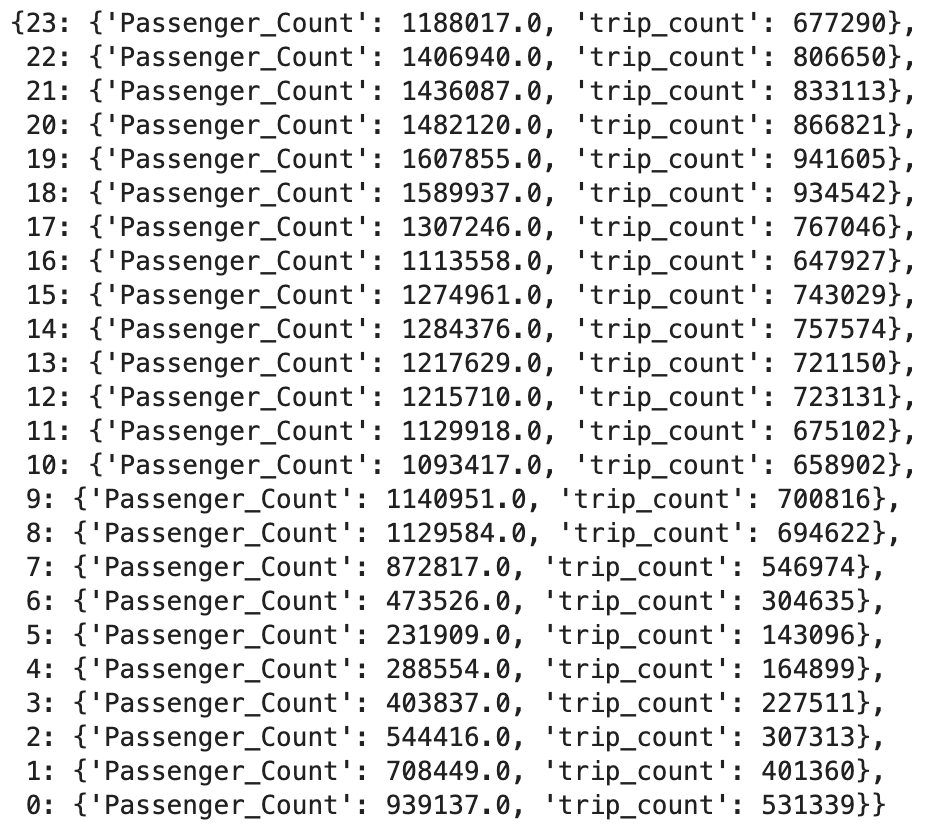 {23: {'Passenger_Count': 1188017.0, 'trip_count': 677290},
22: {'Passenger_Count': 1406940.0, 'trip_count': 806650},
21: {'Passenger_Count': 1436087.0, 'trip_count': 833113},
20: {'Passenger_Count': 1482120.0, 'trip_count': 866821},
19: {'Passenger_Count': 1607855.0, 'trip_count': 941605},
18: {'Passenger_Count': 1589937.0, 'trip_count': 934542},
17: {'Passenger_Count': 1307246.0, 'trip_count': 767046},
16: {'Passenger_Count': 1113558.0, 'trip_count': 647927},
15: {'Passenger_Count': 1274961.0, 'trip_count': 743029},
14: {'Passenger_Count': 1284376.0, 'trip_count': 757574},
13: {'Passenger_Count': 1217629.0, 'trip_count': 721150},
12: {'Passenger_Count': 1215710.0, 'trip_count': 723131},
11: {'Passenger_Count': 1129918.0, 'trip_count': 675102},
10: {'Passenger_Count': 1093417.0, 'trip_count': 658902},
9: {'Passenger_Count': 1140951.0, 'trip_count': 700816},
8: {'Passenger_Count': 1129584.0, 'trip_count': 694622},
7: {'Passenger_Count': 872817.0, 'trip_count': 546974},
6: {'Passenger_Count': 473526.0, 'trip_count': 304635},
5: {'Passenger_Count': 231909.0, 'trip_count': 143096},
4: {'Passenger_Count': 288554.0, 'trip_count': 164899},
3: {'Passenger_Count': 403837.0, 'trip_count': 227511},
2: {'Passenger_Count': 544416.0, 'trip_count': 307313},
1: {'Passenger_Count': 708449.0, 'trip_count': 401360},
0: {'Passenger_Count': 939137.0, 'trip_count': 531339}}